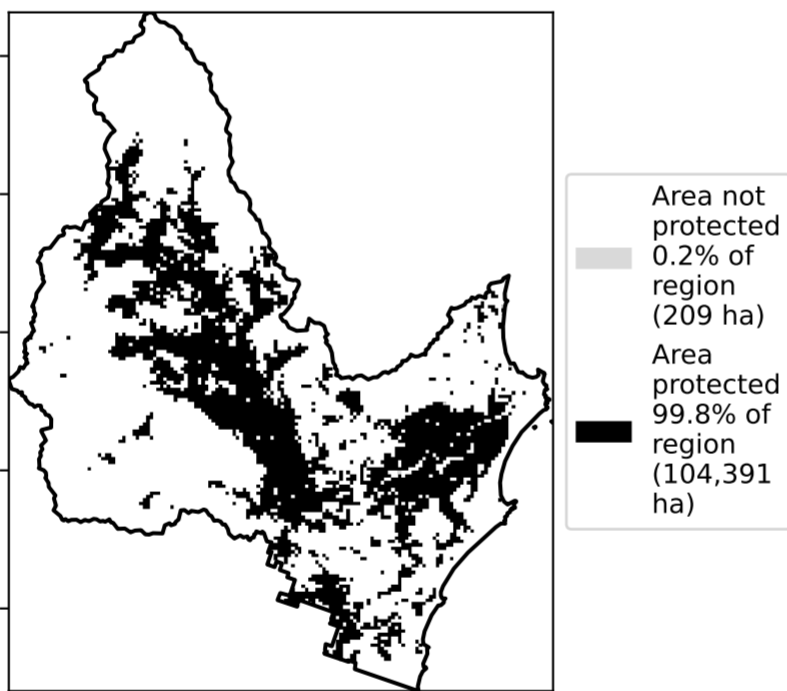 Area not
protected
0.2% of
region
(209 ha)
Area
protected
99.8% of
region
(104,391
ha)